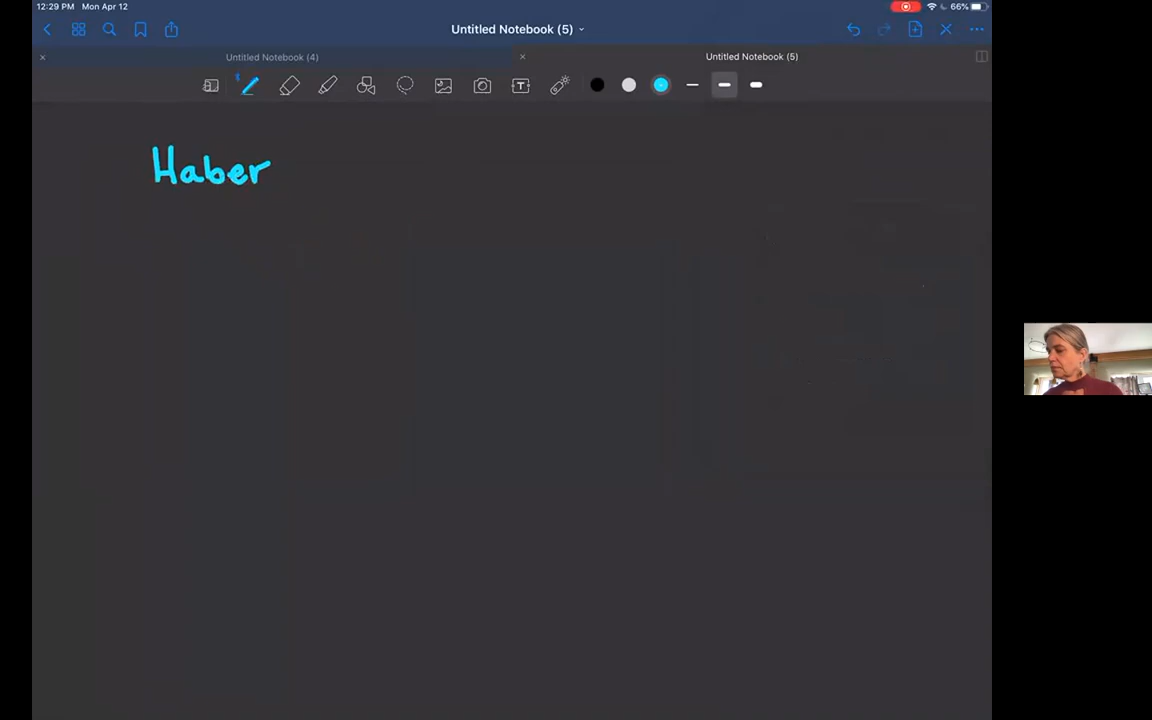 12:29 PM Mon Apr 12 66%
Untitled Notebook (5)
Untitled Notebook (4) Untitled Notebook (5)
T
Haber